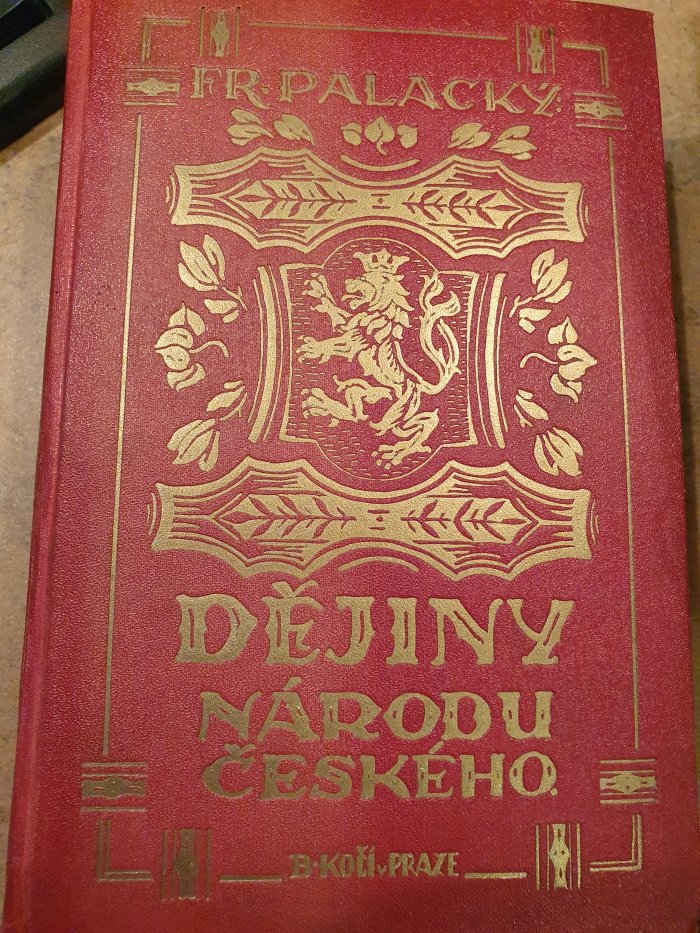 FR. PALACKÝ:
DĚJINY
NÁRODU
ČESKÉHO.
B. KOČÍ V PRAZE